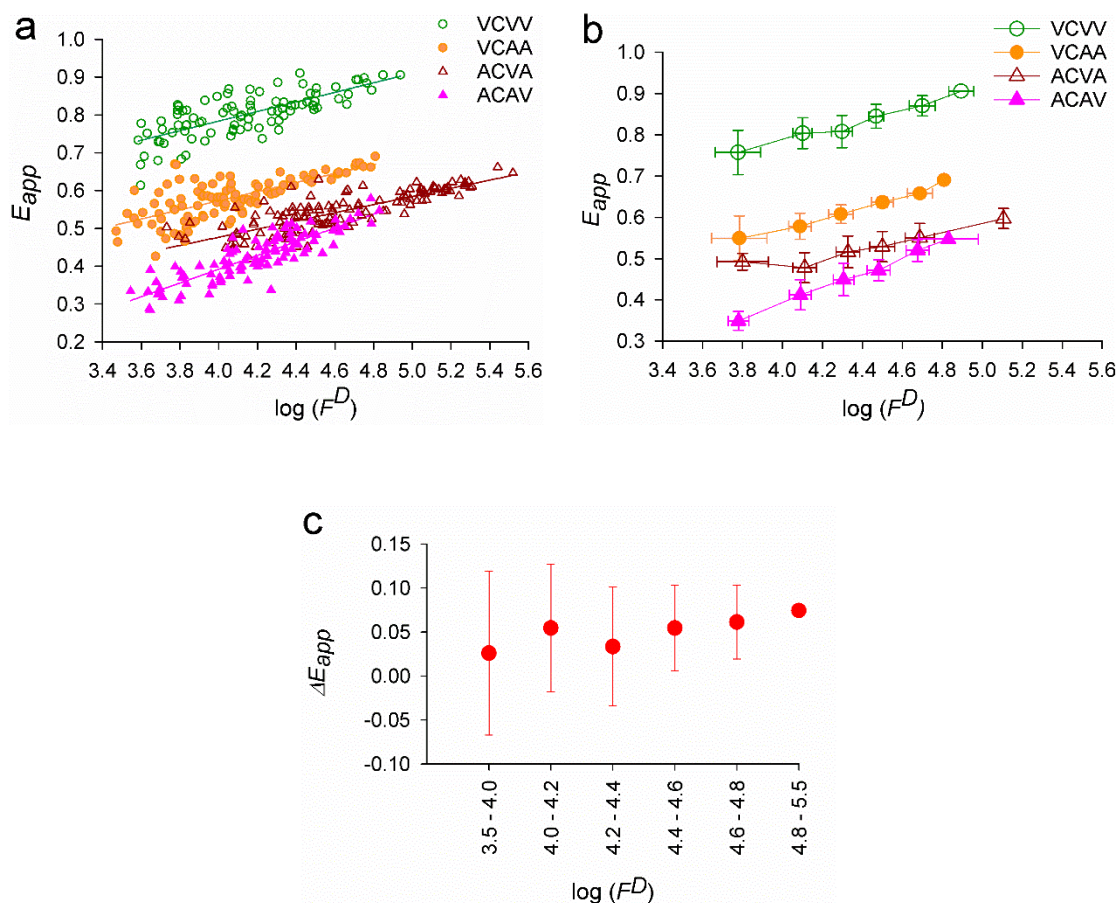 a
VCVV
VCAA
ACVA
ACAV
1.0
0.9
0.8
0.7
0.6
0.5
0.4
0.3
0.2
Eapp
3.4 3.6 3.8 4.0 4.2 4.4 4.6 4.8 5.0 5.2 5.4 5.6
log (F^D)
b
VCVV
VCAA
ACVA
ACAV
1.0
0.9
0.8
0.7
0.6
0.5
0.4
0.3
Eapp
3.4 3.6 3.8 4.0 4.2 4.4 4.6 4.8 5.0 5.2 5.4 5.6
log (F^D)
c
0.15
0.10
0.05
0.00
-0.05
-0.10
ΔEapp
3.5 - 4.0
4.0 - 4.2
4.2 - 4.4
4.4 - 4.6
4.6 - 4.8
4.8 - 5.5
log (F^D)